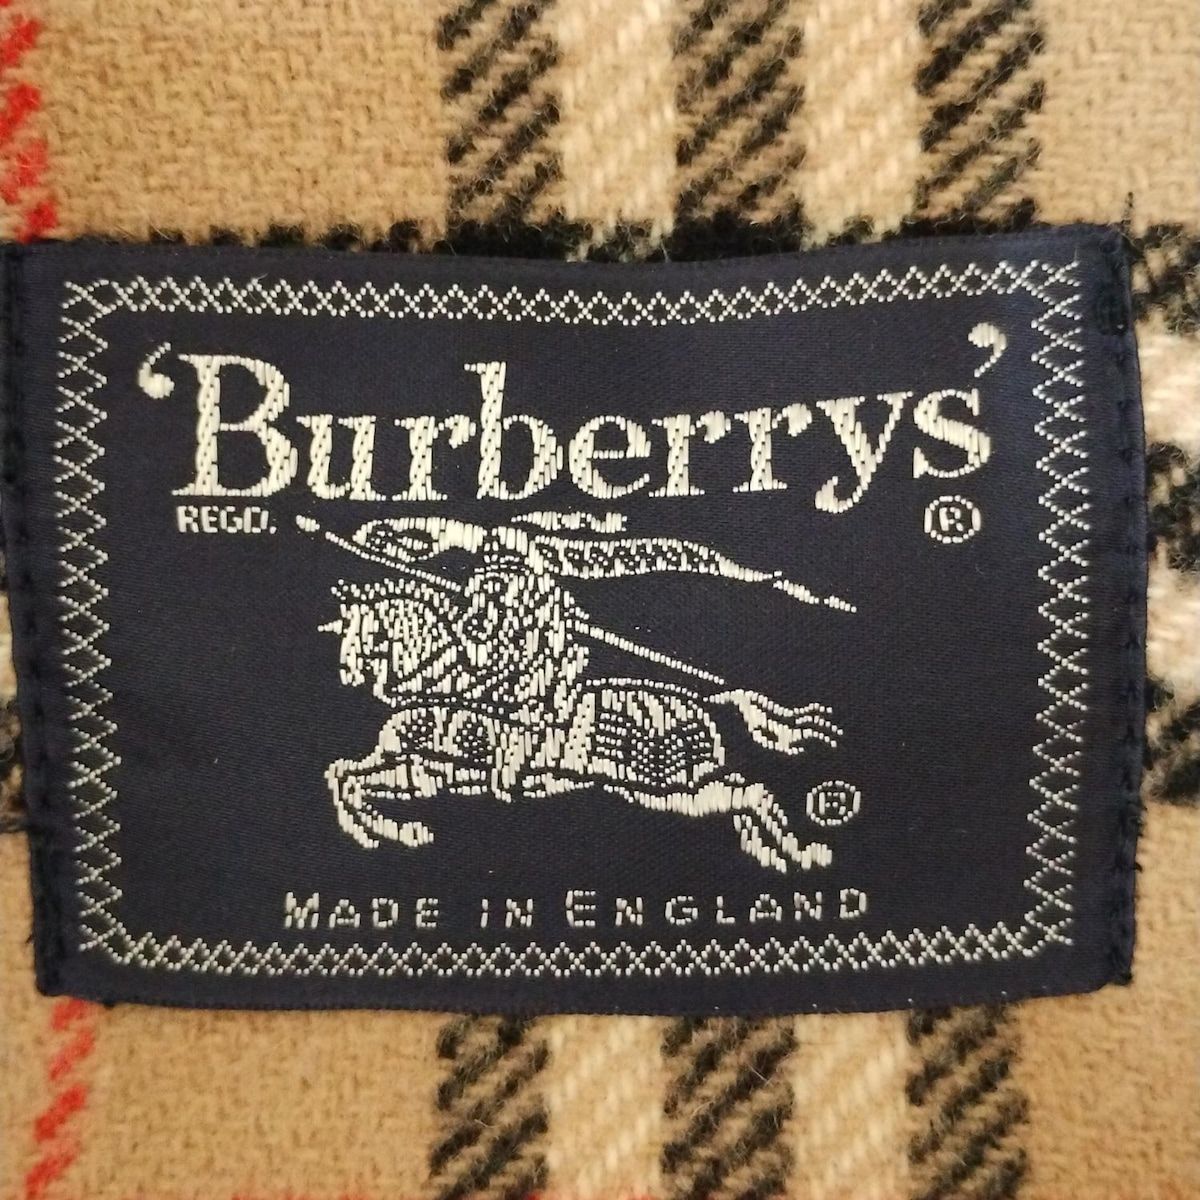 ‘Burberrys’
REGD. ®
®
MADE IN ENGLAND